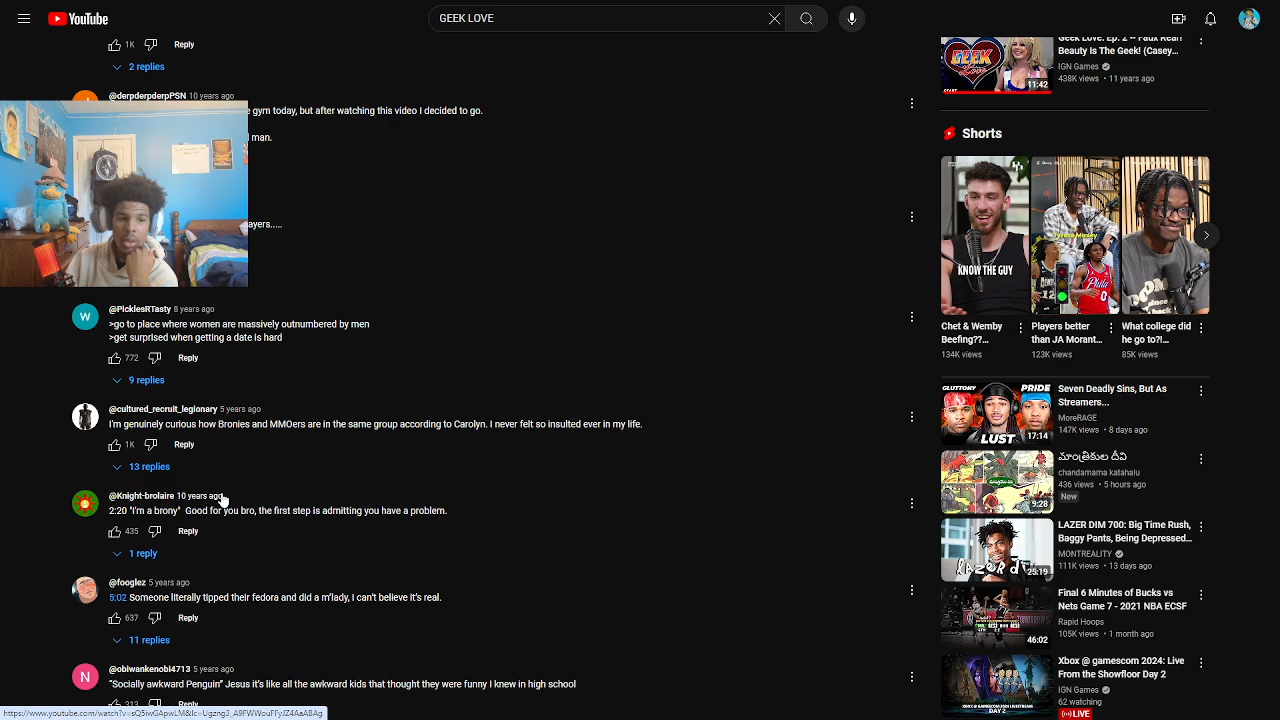 YouTube
GEEK LOVE
1K
Reply
2 replies
@derpderpderpPSN 10 years ago
gym today, but after watching this video I decided to go.
man.
ayers.....
@PicklesRTasty 8 years ago
>go to place where women are massively outnumbered by men
>get surprised when getting a date is hard
772
Reply
9 replies
@cultured_recruit_legionary 5 years ago
I'm genuinely curious how Bronies and MMOers are in the same group according to Carolyn. I never felt so insulted ever in my life.
1K
Reply
13 replies
@Knight-brolaire 10 years ago
2:20 "I'm a brony" Good for you bro, the first step is admitting you have a problem.
435
Reply
1 reply
@fooglez 5 years ago
5:02 Someone literally tipped their fedora and did a m'lady, I can't believe it's real.
637
Reply
11 replies
@obiwankenobl4713 5 years ago
"Socially awkward Penguin" Jesus it's like all the awkward kids that thought they were funny I knew in high school
313
Reply
GEEK LOVE
11:42
Geek Love: Ep. 2 -- Faux Real?
Beauty Is The Geek! (Casey...
IGN Games
438K views • 11 years ago
Shorts
KNOW THE GUY
Chet & Wemby
Beefing??...
134K views
Players better
than JA Morant...
123K views
What college did
he go to?!...
85K views
GLUTTONY
PRIDE
LUST
17:14
Seven Deadly Sins, But As
Streamers...
MoreRAGE
147K views • 8 days ago
9:28
మాంత్రికుల దీవి
chandamama katahalu
436 views • 5 hours ago
New
lazer di
25:19
LAZER DIM 700: Big Time Rush,
Baggy Pants, Being Depressed...
MONTREALITY
111K views • 13 days ago
46:02
Final 6 Minutes of Bucks vs
Nets Game 7 - 2021 NBA ECSF
Rapid Hoops
105K views • 1 month ago
DAY 2
Xbox @ gamescom 2024: Live
From the Showfloor Day 2
IGN Games
62 watching
LIVE